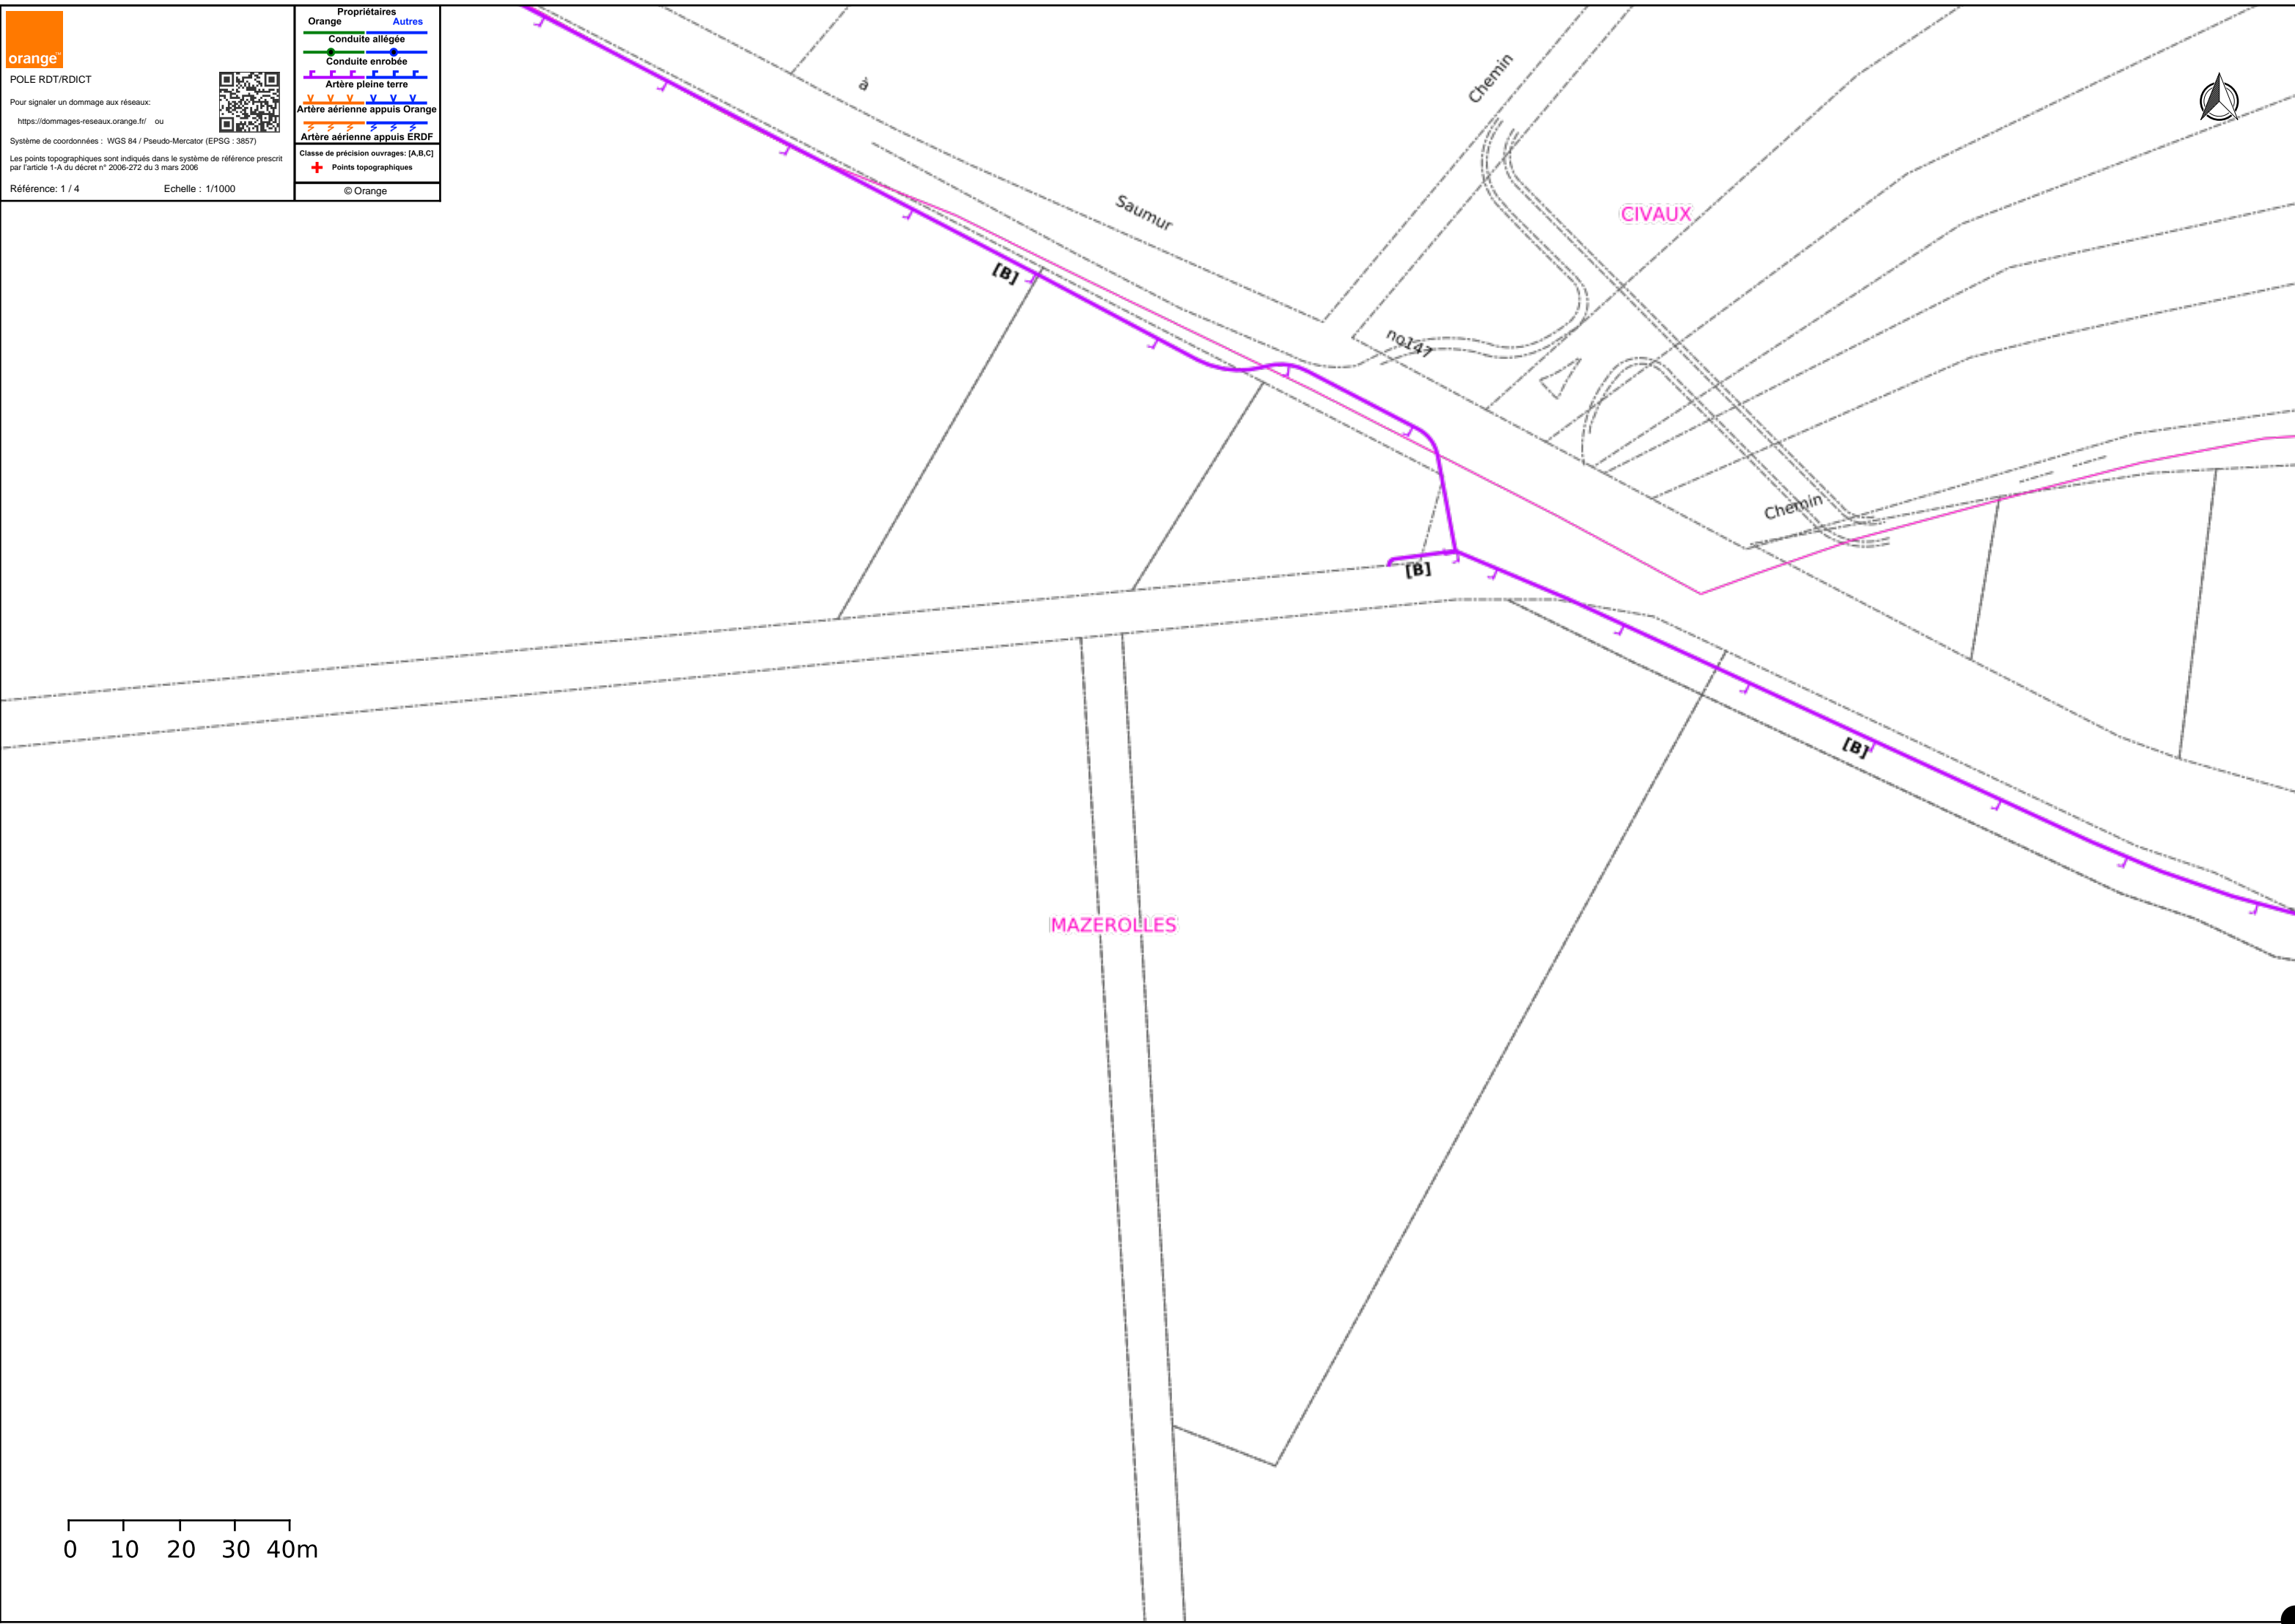 orange™
POLE RDT/RDICT
Pour signaler un dommage aux réseaux:
https://dommages-reseaux.orange.fr/ ou
Système de coordonnées : WGS 84 / Pseudo-Mercator (EPSG : 3857)
Les points topographiques sont indiqués dans le système de référence prescrit
par l'article 1-A du décret n° 2006-272 du 3 mars 2006
Référence: 1 / 4 Echelle : 1/1000
Propriétaires
Orange Autres
Conduite allégée
Conduite enrobée
Artère pleine terre
Artère aérienne appuis Orange
Artère aérienne appuis ERDF
Classe de précision ouvrages: [A,B,C]
Points topographiques
© Orange
à
Chemin
Saumur
CIVAUX
[B]
no147
Chemin
[B]
[B]
MAZEROLLES
0 10 20 30 40m